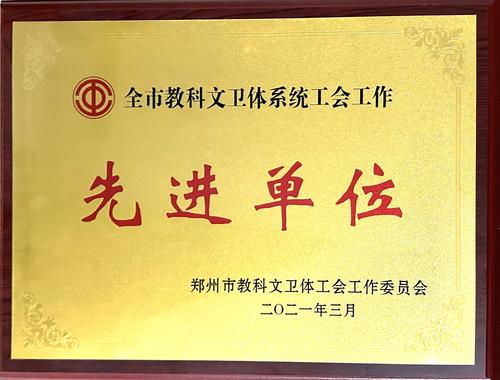 全市教科文卫体系统工会工作
先进单位
郑州市教科文卫体工会工作委员会
二〇二一年三月